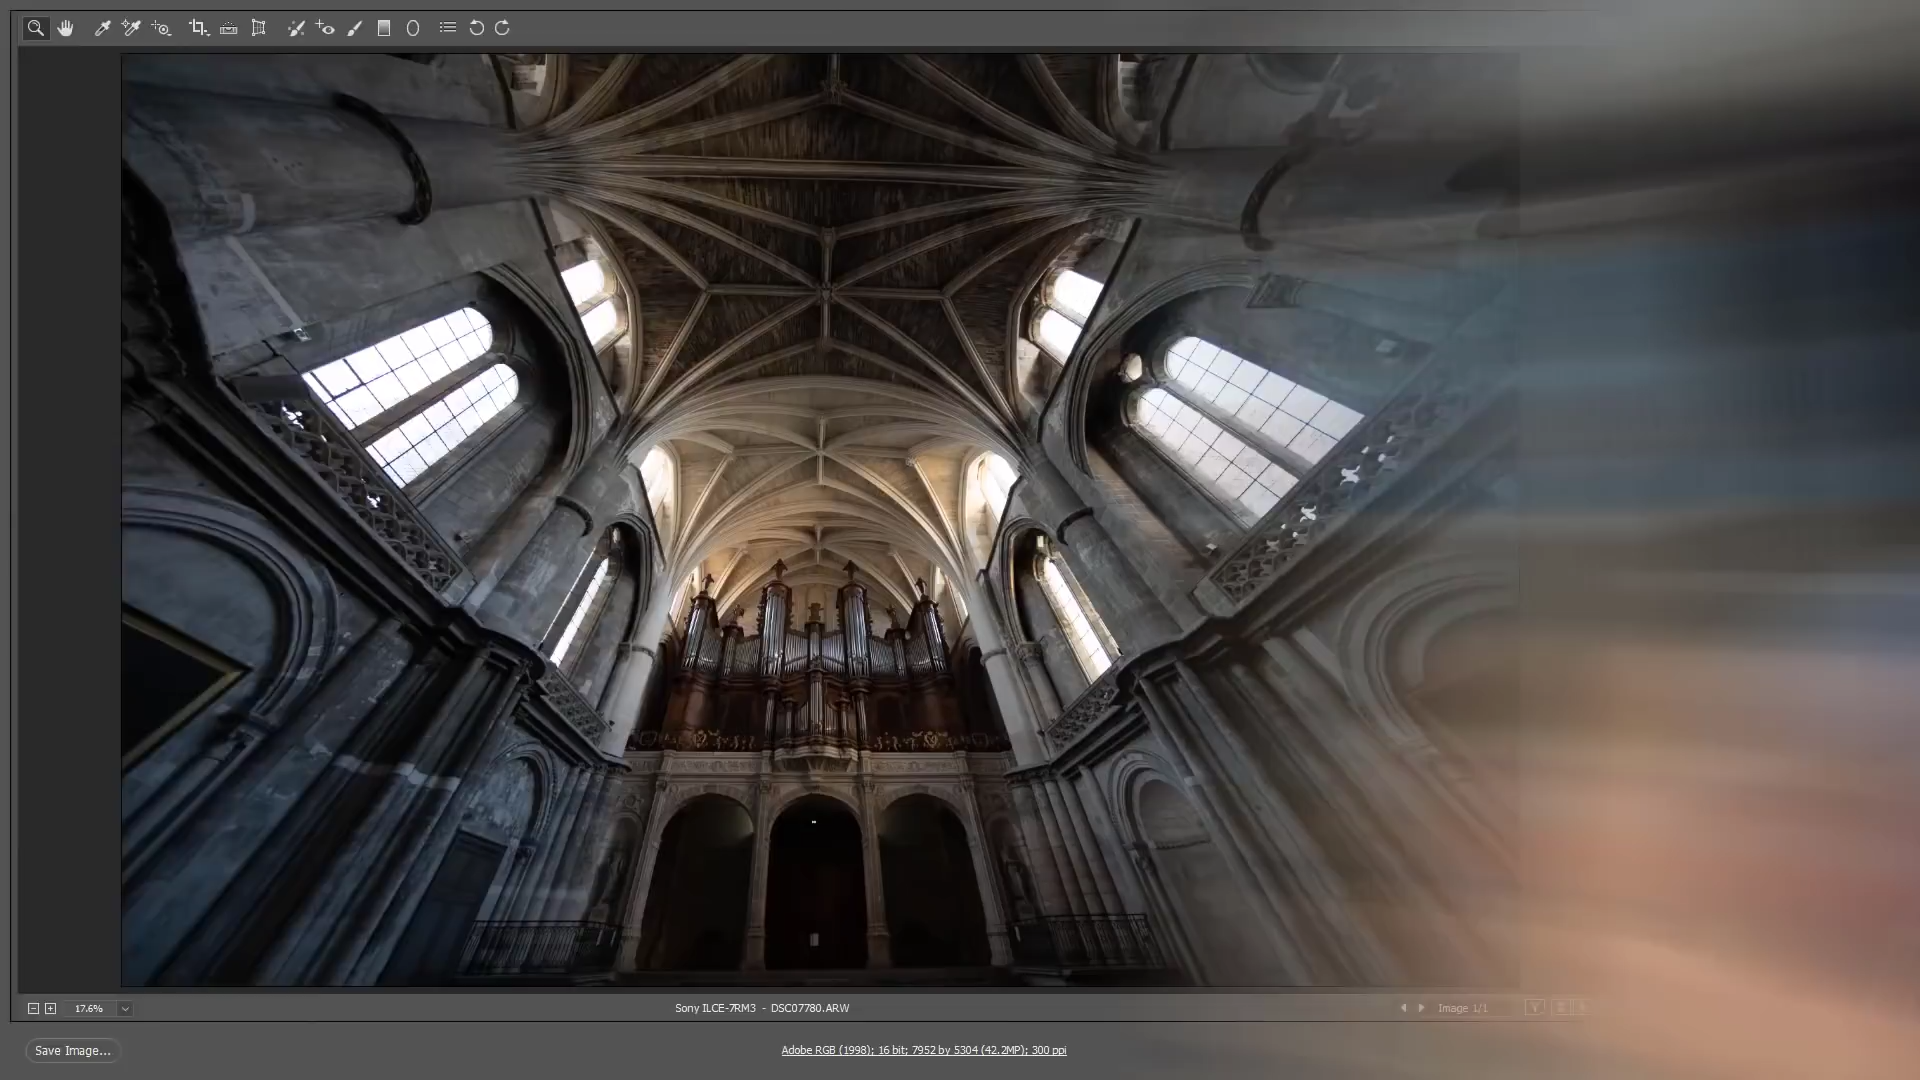 17.6%
Sony ILCE-7RM3 - DSC07780.ARW
Image 1/1
Save Image...
Adobe RGB (1998); 16 bit; 7952 by 5304 (42.2MP); 300 ppi